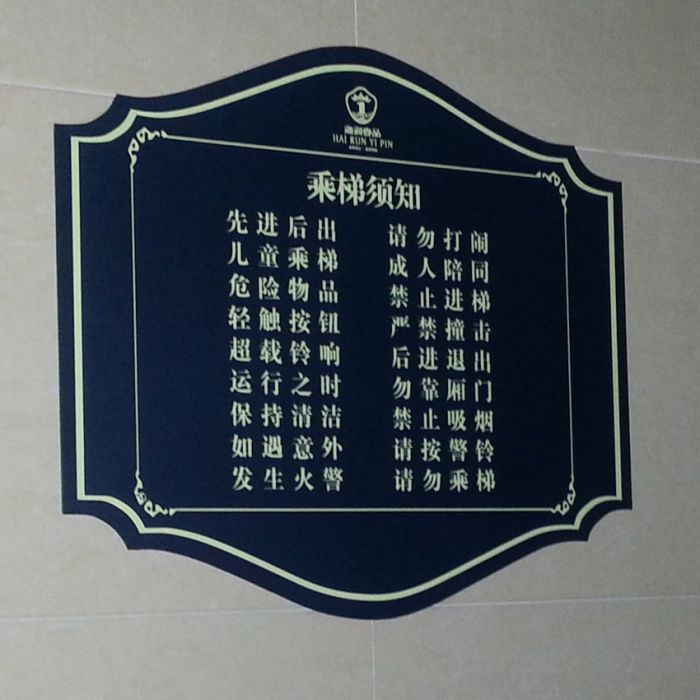 海润壹品
HAI RUN YI PIN
乘梯须知
先进后出 请勿打闹
儿童乘梯 成人陪同
危险物品 禁止进梯
轻触按钮 严禁撞击
超载铃响 后进退出
运行之时 勿靠厢门
保持清洁 禁止吸烟
如遇意外 请按警铃
发生火警 请勿乘梯